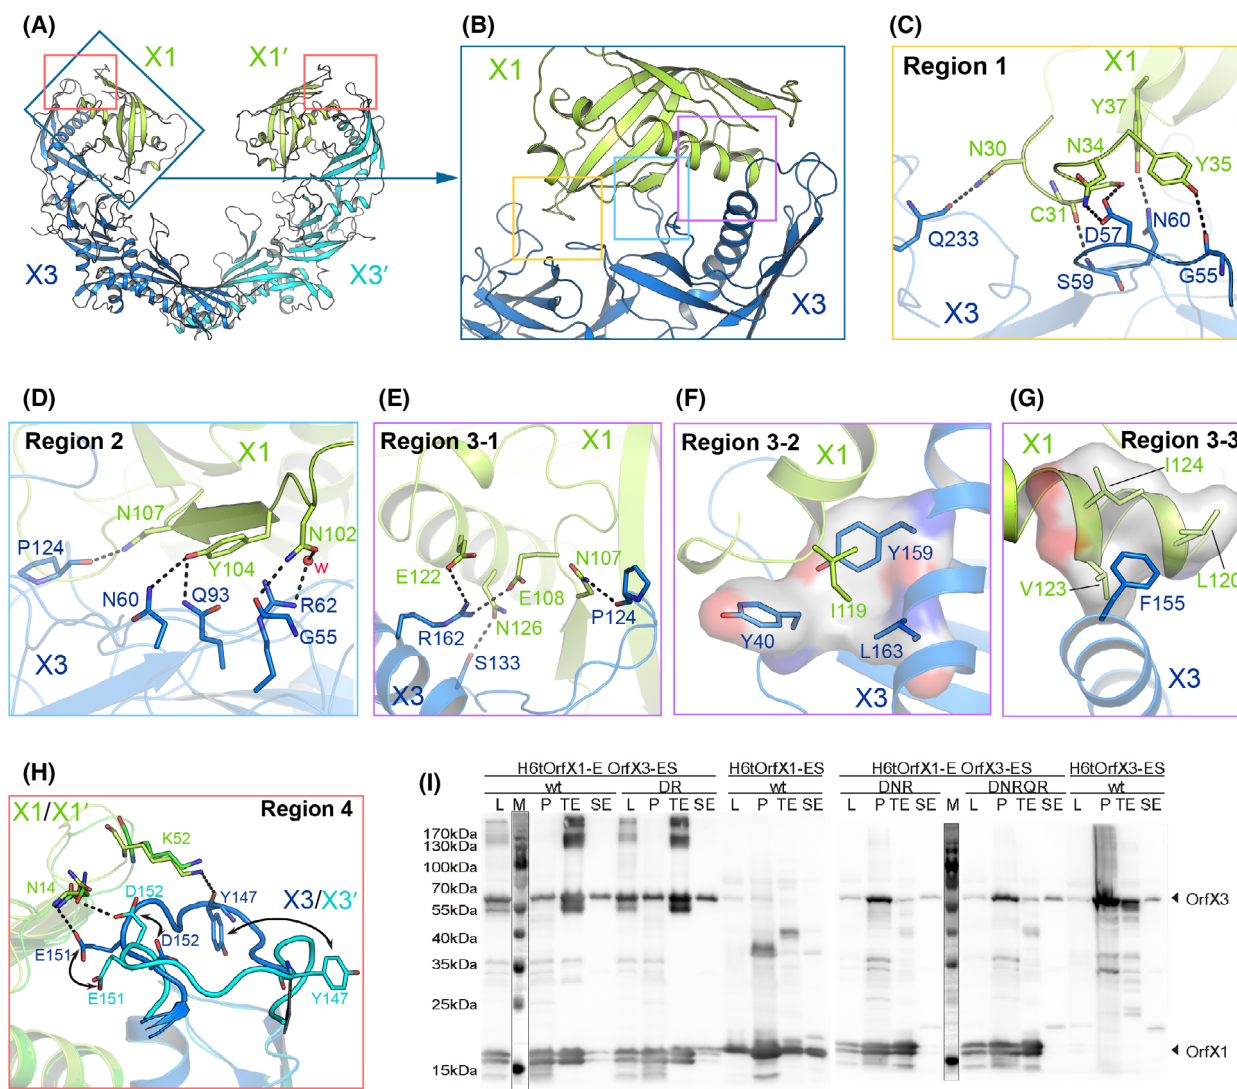 (A)
X1
X1′
X3
X3′
(B)
X1
X3
(C)
Region 1
X1
Y37
N30
N34
Y35
C31
D57
N60
Q233
S59
G55
X3
(D)
Region 2
X1
N107
P124
N102
Y104
w
N60
Q93
R62
G55
X3
(E)
Region 3-1
X1
E122
N107
E108
P124
R162
N126
S133
X3
(F)
Region 3-2
X1
Y159
I119
Y40
L163
X3
(G)
Region 3-3
X1
I124
V123
L120
F155
X3
(H)
Region 4
X1/X1′
K52
N14
D152
Y147
X3/X3′
E151
D152
E151
Y147
(I)
H6tOrfX1-E OrfX3-ES H6tOrfX1-ES H6tOrfX1-E OrfX3-ES H6tOrfX3-ES
wt DR wt DNR DNRQR wt
L M P TE SE L P TE SE L P TE SE L P TE SE M L P TE SE L P TE SE
170kDa
130kDa
100kDa
70kDa
55kDa
40kDa
35kDa
25kDa
15kDa
OrfX3
OrfX1